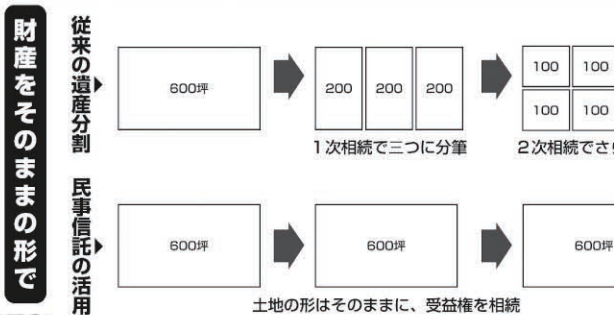 財産をそのままの形で
従来の遺産分割
600坪
200 200 200
1次相続で三つに分筆
100 100
100 100
2次相続でさ
民事信託の活用
600坪
600坪
600坪
土地の形はそのままに、受益権を相続